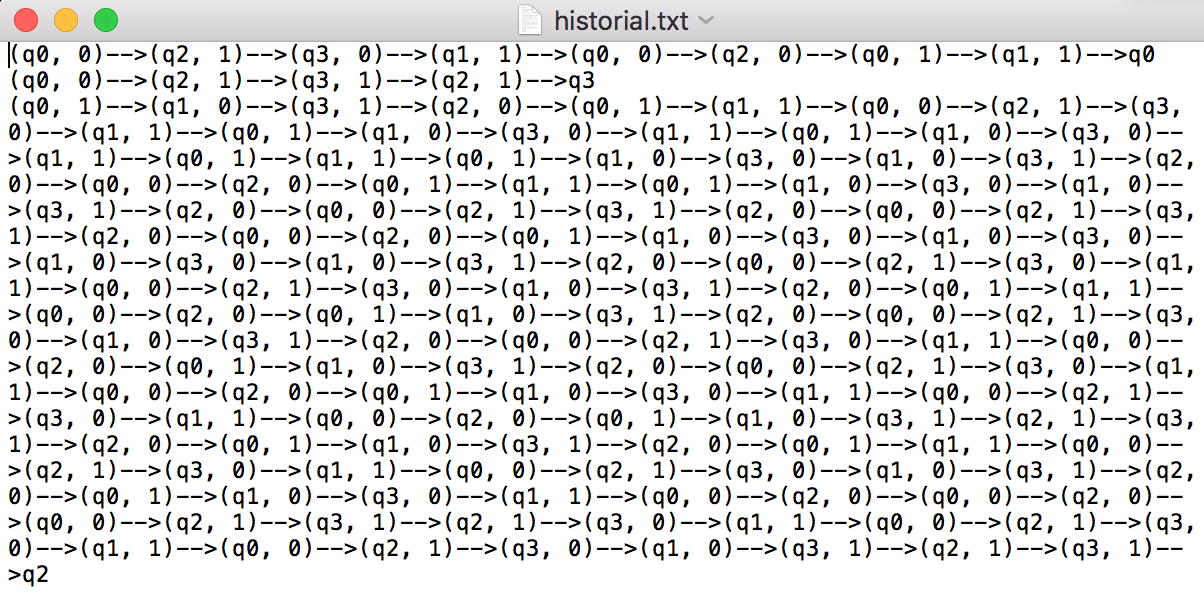 historial.txt
(q0, 0)-->(q2, 1)-->(q3, 0)-->(q1, 1)-->(q0, 0)-->(q2, 0)-->(q0, 1)-->(q1, 1)-->q0
(q0, 0)-->(q2, 1)-->(q3, 1)-->(q2, 1)-->q3
(q0, 1)-->(q1, 0)-->(q3, 1)-->(q2, 0)-->(q0, 1)-->(q1, 1)-->(q0, 0)-->(q2, 1)-->(q3,
0)-->(q1, 1)-->(q0, 1)-->(q1, 0)-->(q3, 0)-->(q1, 1)-->(q0, 1)-->(q1, 0)-->(q3, 0)--
>(q1, 1)-->(q0, 1)-->(q1, 1)-->(q0, 1)-->(q1, 0)-->(q3, 0)-->(q1, 0)-->(q3, 1)-->(q2,
0)-->(q0, 0)-->(q2, 0)-->(q0, 1)-->(q1, 1)-->(q0, 1)-->(q1, 0)-->(q3, 0)-->(q1, 0)--
>(q3, 1)-->(q2, 0)-->(q0, 0)-->(q2, 1)-->(q3, 1)-->(q2, 0)-->(q0, 0)-->(q2, 1)-->(q3,
1)-->(q2, 0)-->(q0, 0)-->(q2, 0)-->(q0, 1)-->(q1, 0)-->(q3, 0)-->(q1, 0)-->(q3, 0)--
>(q1, 0)-->(q3, 0)-->(q1, 0)-->(q3, 1)-->(q2, 0)-->(q0, 0)-->(q2, 1)-->(q3, 0)-->(q1,
1)-->(q0, 0)-->(q2, 1)-->(q3, 0)-->(q1, 0)-->(q3, 1)-->(q2, 0)-->(q0, 1)-->(q1, 1)--
>(q0, 0)-->(q2, 0)-->(q0, 1)-->(q1, 0)-->(q3, 1)-->(q2, 0)-->(q0, 0)-->(q2, 1)-->(q3,
0)-->(q1, 0)-->(q3, 1)-->(q2, 0)-->(q0, 0)-->(q2, 1)-->(q3, 0)-->(q1, 1)-->(q0, 0)--
>(q2, 0)-->(q0, 1)-->(q1, 0)-->(q3, 1)-->(q2, 0)-->(q0, 0)-->(q2, 1)-->(q3, 0)-->(q1,
1)-->(q0, 0)-->(q2, 0)-->(q0, 1)-->(q1, 0)-->(q3, 0)-->(q1, 1)-->(q0, 0)-->(q2, 1)--
>(q3, 0)-->(q1, 1)-->(q0, 0)-->(q2, 0)-->(q0, 1)-->(q1, 0)-->(q3, 1)-->(q2, 1)-->(q3,
1)-->(q2, 0)-->(q0, 1)-->(q1, 0)-->(q3, 1)-->(q2, 0)-->(q0, 1)-->(q1, 1)-->(q0, 0)--
>(q2, 1)-->(q3, 0)-->(q1, 1)-->(q0, 0)-->(q2, 1)-->(q3, 0)-->(q1, 0)-->(q3, 1)-->(q2,
0)-->(q0, 1)-->(q1, 0)-->(q3, 0)-->(q1, 1)-->(q0, 0)-->(q2, 0)-->(q0, 0)-->(q2, 0)--
>(q0, 0)-->(q2, 1)-->(q3, 1)-->(q2, 1)-->(q3, 0)-->(q1, 1)-->(q0, 0)-->(q2, 1)-->(q3,
0)-->(q1, 1)-->(q0, 0)-->(q2, 1)-->(q3, 0)-->(q1, 0)-->(q3, 1)-->(q2, 1)-->(q3, 1)--
>q2